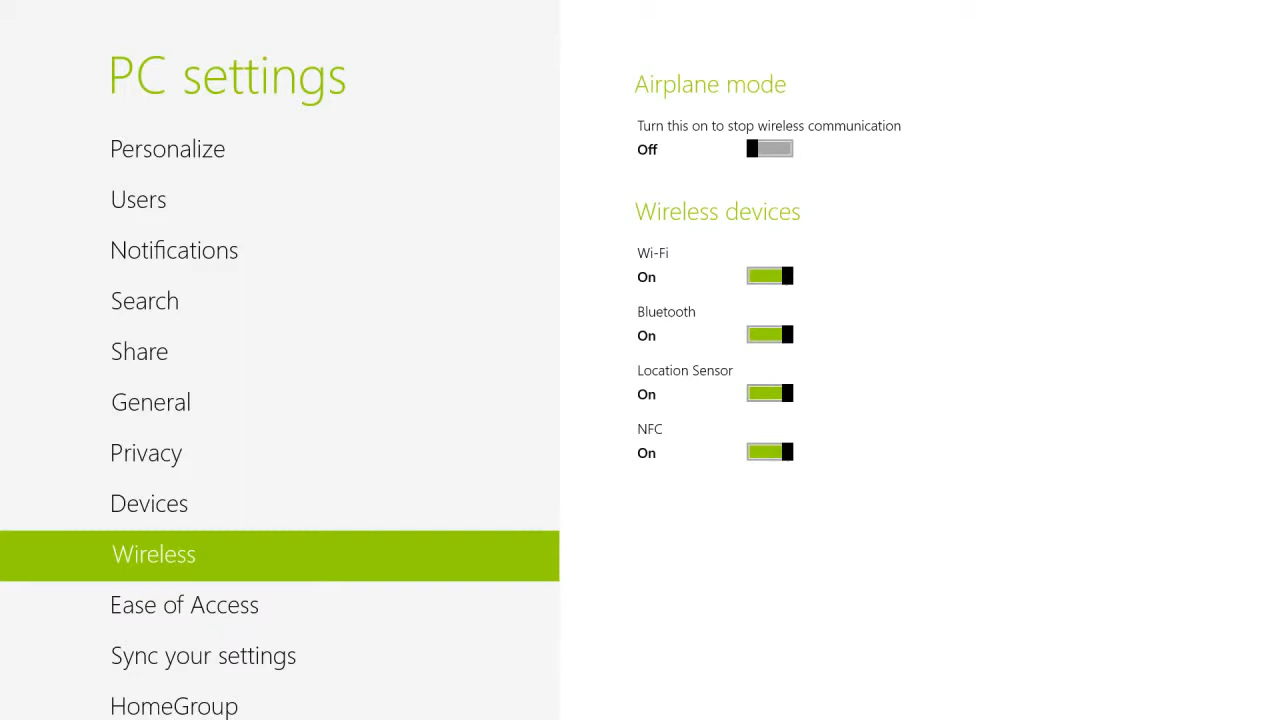 PC settings
Personalize
Users
Notifications
Search
Share
General
Privacy
Devices
Wireless
Ease of Access
Sync your settings
HomeGroup
Airplane mode
Turn this on to stop wireless communication
Off
Wireless devices
Wi-Fi
On
Bluetooth
On
Location Sensor
On
NFC
On